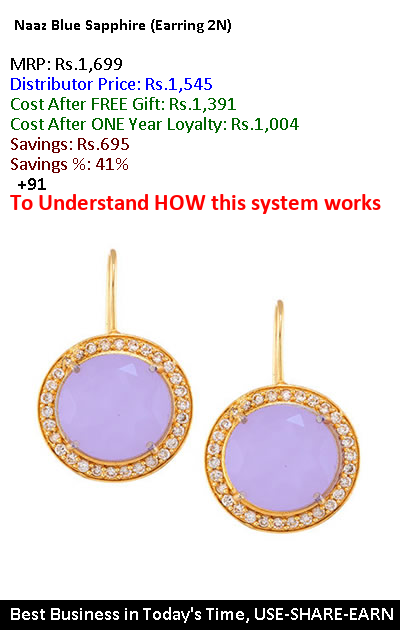 Naaz Blue Sapphire (Earring 2N)
MRP: Rs.1,699
Distributor Price: Rs.1,545
Cost After FREE Gift: Rs.1,391
Cost After ONE Year Loyalty: Rs.1,004
Savings: Rs.695
Savings %: 41%
+91
To Understand HOW this system works
Best Business in Today's Time, USE-SHARE-EARN